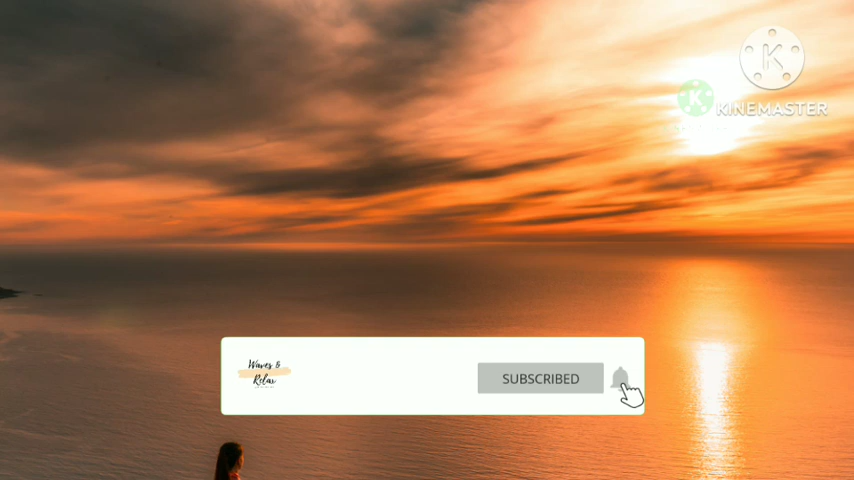 K
K KINEMASTER
Waves &
Relax
SUBSCRIBED